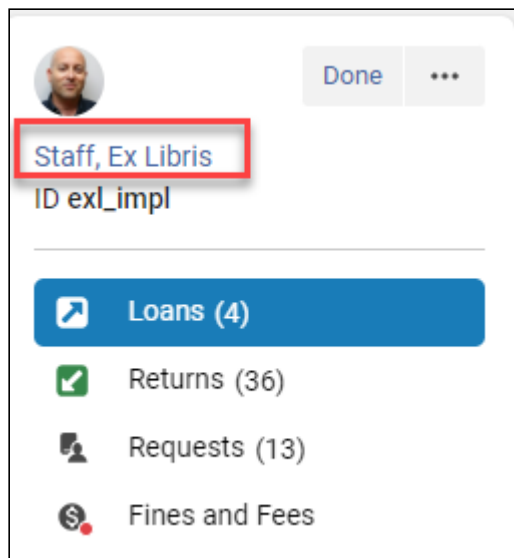 Done
Staff, Ex Libris
ID exl_impl
Loans (4)
Returns (36)
Requests (13)
Fines and Fees